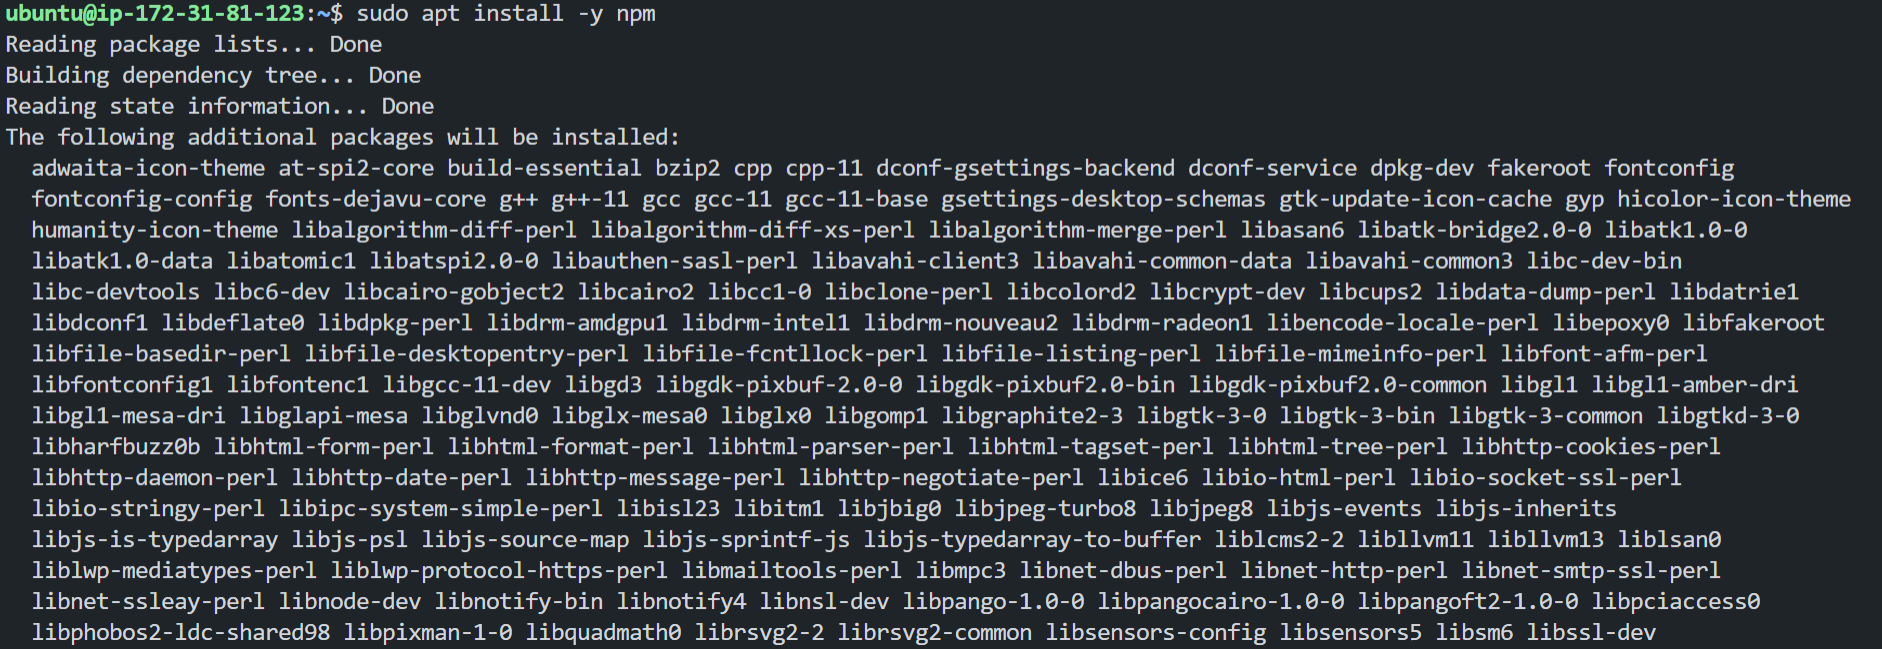 ubuntu@ip-172-31-81-123:~$ sudo apt install -y npm
Reading package lists... Done
Building dependency tree... Done
Reading state information... Done
The following additional packages will be installed:
  adwaita-icon-theme at-spi2-core build-essential bzip2 cpp cpp-11 dconf-gsettings-backend dconf-service dpkg-dev fakeroot fontconfig
  fontconfig-config fonts-dejavu-core g++ g++-11 gcc gcc-11 gcc-11-base gsettings-desktop-schemas gtk-update-icon-cache gyp hicolor-icon-theme
  humanity-icon-theme libalgorithm-diff-perl libalgorithm-diff-xs-perl libalgorithm-merge-perl libasan6 libatk-bridge2.0-0 libatk1.0-0
  libatk1.0-data libatomic1 libatspi2.0-0 libauthen-sasl-perl libavahi-client3 libavahi-common-data libavahi-common3 libc-dev-bin
  libc-devtools libc6-dev libcairo-gobject2 libcairo2 libcc1-0 libclone-perl libcolord2 libcrypt-dev libcups2 libdata-dump-perl libdatrie1
  libdconf1 libdeflate0 libdpkg-perl libdrm-amdgpu1 libdrm-intel1 libdrm-nouveau2 libdrm-radeon1 libencode-locale-perl libepoxy0 libfakeroot
  libfile-basedir-perl libfile-desktopentry-perl libfile-fcntllock-perl libfile-listing-perl libfile-mimeinfo-perl libfont-afm-perl
  libfontconfig1 libfontenc1 libgcc-11-dev libgd3 libgdk-pixbuf-2.0-0 libgdk-pixbuf2.0-bin libgdk-pixbuf2.0-common libgl1 libgl1-amber-dri
  libgl1-mesa-dri libglapi-mesa libglvnd0 libglx-mesa0 libglx0 libgomp1 libgraphite2-3 libgtk-3-0 libgtk-3-bin libgtk-3-common libgtkd-3-0
  libharfbuzz0b libhtml-form-perl libhtml-format-perl libhtml-parser-perl libhtml-tagset-perl libhtml-tree-perl libhttp-cookies-perl
  libhttp-daemon-perl libhttp-date-perl libhttp-message-perl libhttp-negotiate-perl libice6 libio-html-perl libio-socket-ssl-perl
  libio-stringy-perl libipc-system-simple-perl libisl23 libitm1 libjbig0 libjpeg-turbo8 libjpeg8 libjs-events libjs-inherits
  libjs-is-typedarray libjs-psl libjs-source-map libjs-sprintf-js libjs-typedarray-to-buffer liblcms2-2 libllvm11 libllvm13 liblsan0
  liblwp-mediatypes-perl liblwp-protocol-https-perl libmailtools-perl libmpc3 libnet-dbus-perl libnet-http-perl libnet-smtp-ssl-perl
  libnet-ssleay-perl libnode-dev libnotify-bin libnotify4 libnsl-dev libpango-1.0-0 libpangocairo-1.0-0 libpangoft2-1.0-0 libpciaccess0
  libphobos2-ldc-shared98 libpixman-1-0 libquadmath0 librsvg2-2 librsvg2-common libsensors-config libsensors5 libsm6 libssl-dev